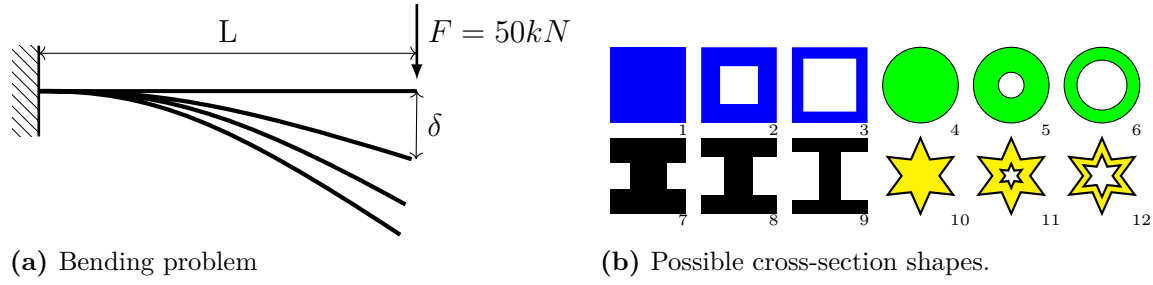 L
F = 50kN
δ
1 2 3 4 5 6
7 8 9 10 11 12
(a) Bending problem
(b) Possible cross-section shapes.